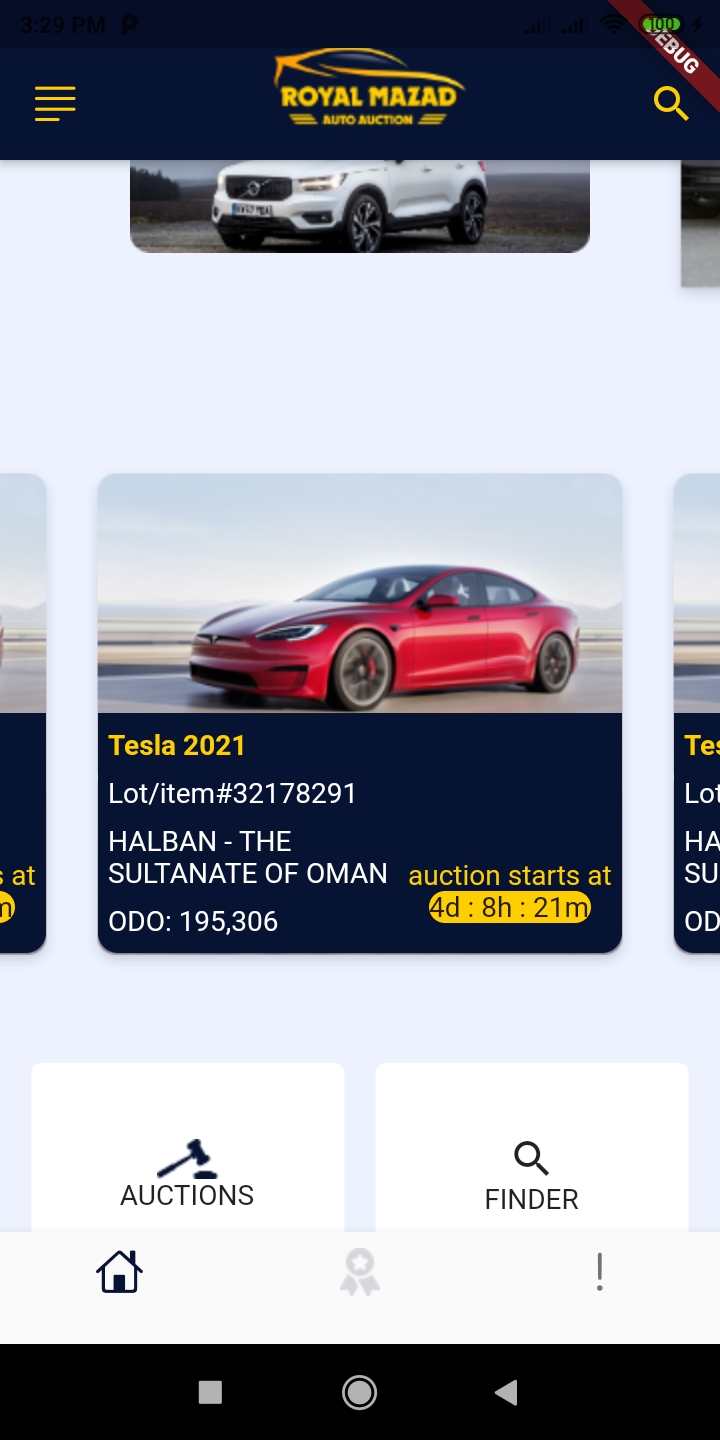 3:29 PM
100
DEBUG
ROYAL MAZAD
AUTO AUCTION
Tesla 2021
Lot/item#32178291
HALBAN - THE
SULTANATE OF OMAN
auction starts at
4d : 8h : 21m
ODO: 195,306
s at
m
Tes
Lot
HA
SU
OD
AUCTIONS
FINDER